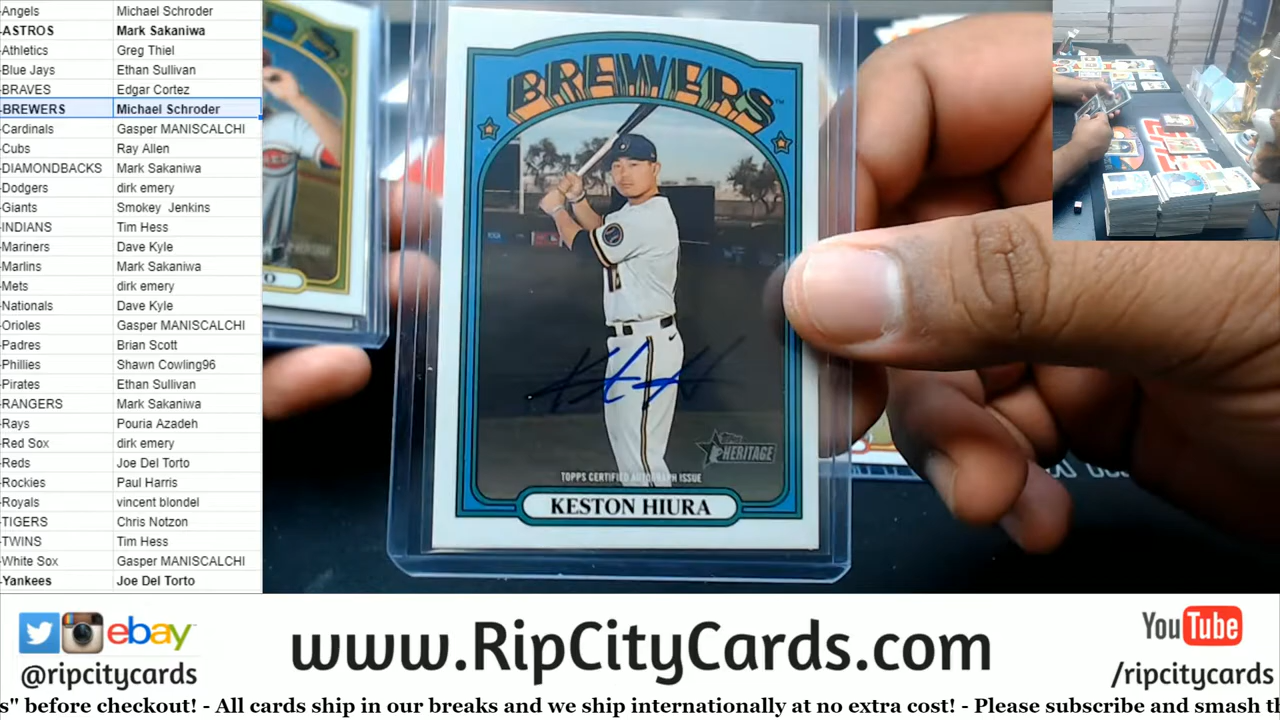 -Angels Michael Schroder
-ASTROS Mark Sakaniwa
-Athletics Greg Thiel
-Blue Jays Ethan Sullivan
-BRAVES Edgar Cortez
-BREWERS Michael Schroder
-Cardinals Gasper MANISCALCHI
-Cubs Ray Allen
-DIAMONDBACKS Mark Sakaniwa
-Dodgers dirk emery
-Giants Smokey Jenkins
-INDIANS Tim Hess
-Mariners Dave Kyle
-Marlins Mark Sakaniwa
-Mets dirk emery
-Nationals Dave Kyle
-Orioles Gasper MANISCALCHI
-Padres Brian Scott
-Phillies Shawn Cowling96
-Pirates Ethan Sullivan
-RANGERS Mark Sakaniwa
-Rays Pouria Azadeh
-Red Sox dirk emery
-Reds Joe Del Torto
-Rockies Paul Harris
-Royals vincent blondel
-TIGERS Chris Notzon
-TWINS Tim Hess
-White Sox Gasper MANISCALCHI
-Yankees Joe Del Torto
BREWERS™
Topps HERITAGE
TOPPS CERTIFIED AUTOGRAPH ISSUE
KESTON HIURA
ebay
@ripcitycards
www.RipCityCards.com
YouTube
/ripcitycards
s" before checkout! - All cards ship in our breaks and we ship internationally at no extra cost! - Please subscribe and smash th